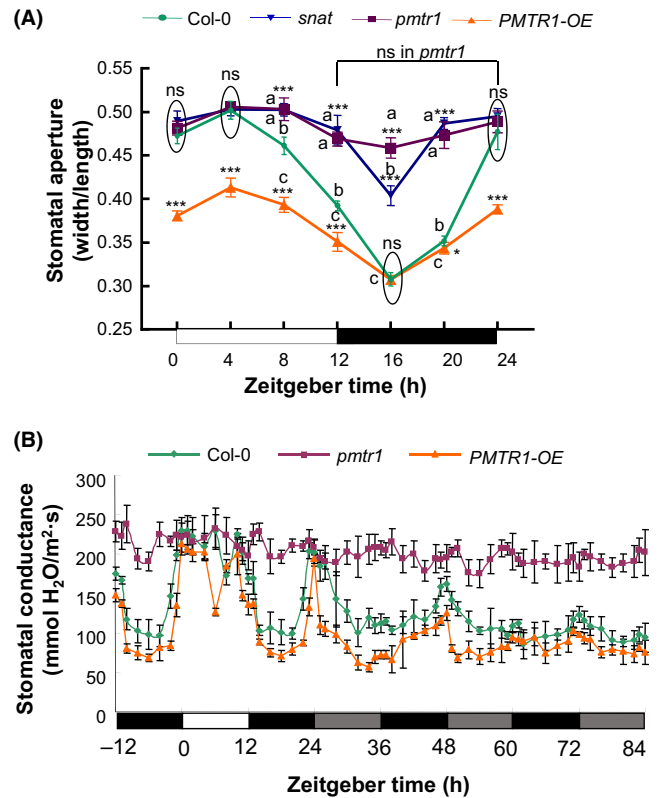 (A)
Col-0 snat pmtr1 PMTR1-OE
ns in pmtr1
Stomatal aperture
(width/length)
0.55
0.50
0.45
0.40
0.35
0.30
0.25
ns ns *** *** a *** ns
a a a ***
a a a
b b
*** *** c b *** b ***
*** c ns
*** c *
c
0 4 8 12 16 20 24
Zeitgeber time (h)
(B)
Col-0 pmtr1 PMTR1-OE
Stomatal conductance
(mmol H₂O/m²·s)
300
250
200
150
100
50
0
−12 0 12 24 36 48 60 72 84
Zeitgeber time (h)